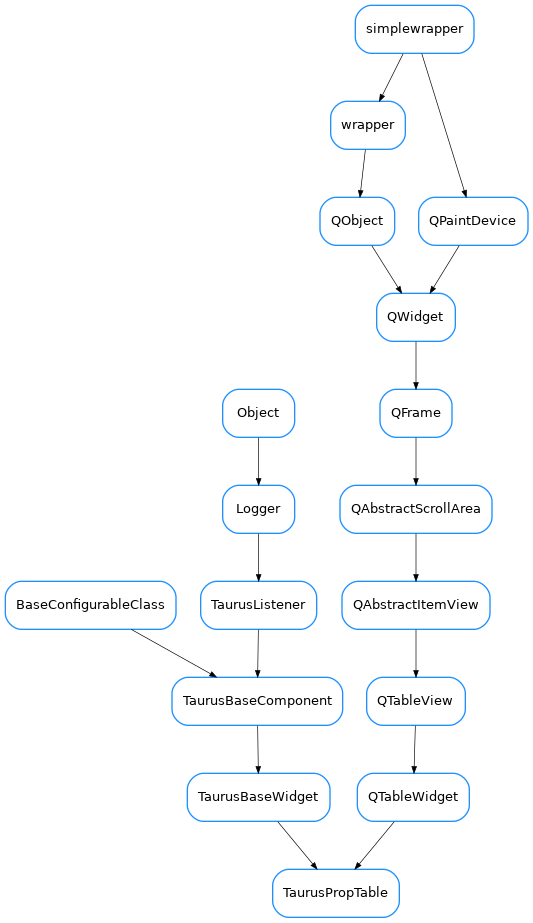 simplewrapper
wrapper
QObject
QPaintDevice
QWidget
Object
QFrame
Logger
QAbstractScrollArea
BaseConfigurableClass
TaurusListener
QAbstractItemView
TaurusBaseComponent
QTableView
TaurusBaseWidget
QTableWidget
TaurusPropTable